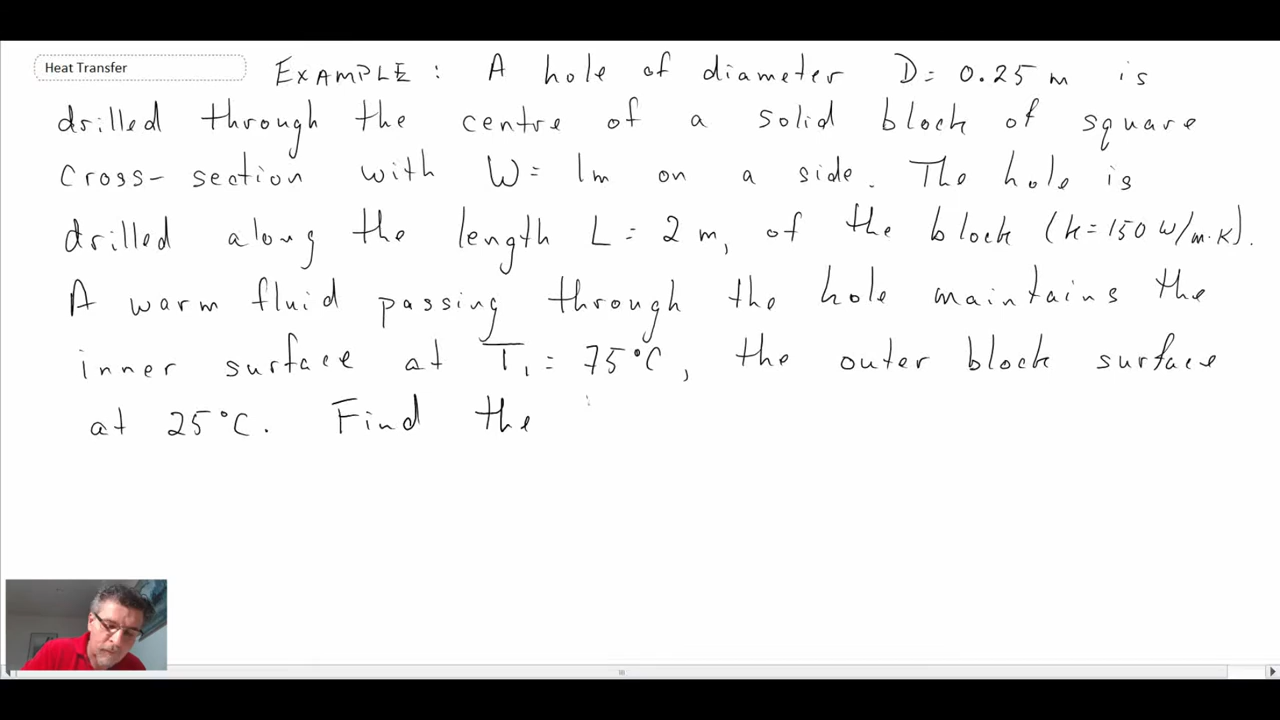 Heat Transfer
EXAMPLE : A hole of diameter D= 0.25 m is
drilled through the centre of a solid block of square
cross-section with W= 1m on a side. The hole is
drilled along the length L= 2 m, of the block (k=150 W/m·K).
A warm fluid passing through the hole maintains the
inner surface at T₁ = 75°C, the outer block surface
at 25°C. Find the